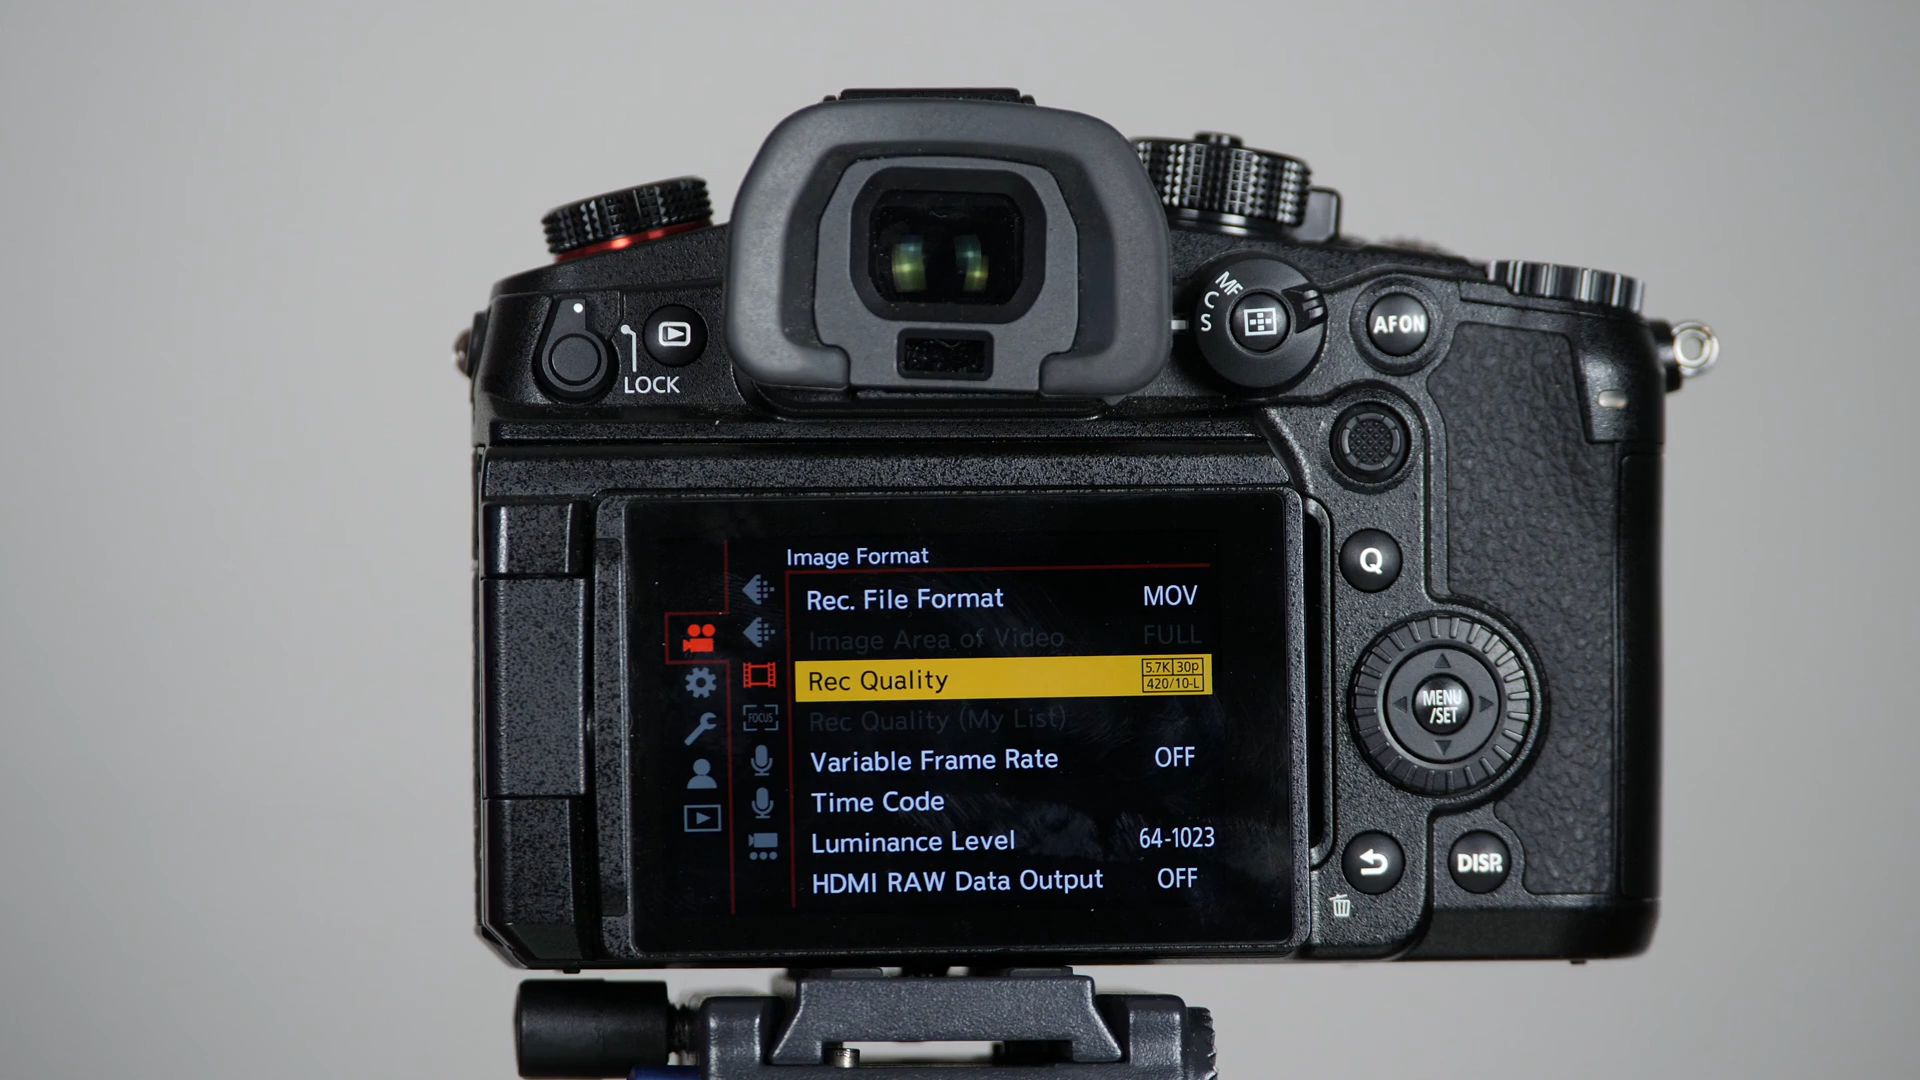 MF
C
S
AF ON
LOCK
Q
MENU
/SET
DISP.
Image Format
Rec. File Format MOV
Image Area of Video FULL
Rec Quality 5.7K 30p
420/10-L
Rec Quality (My List)
FOCUS
Variable Frame Rate OFF
Time Code
Luminance Level 64-1023
HDMI RAW Data Output OFF